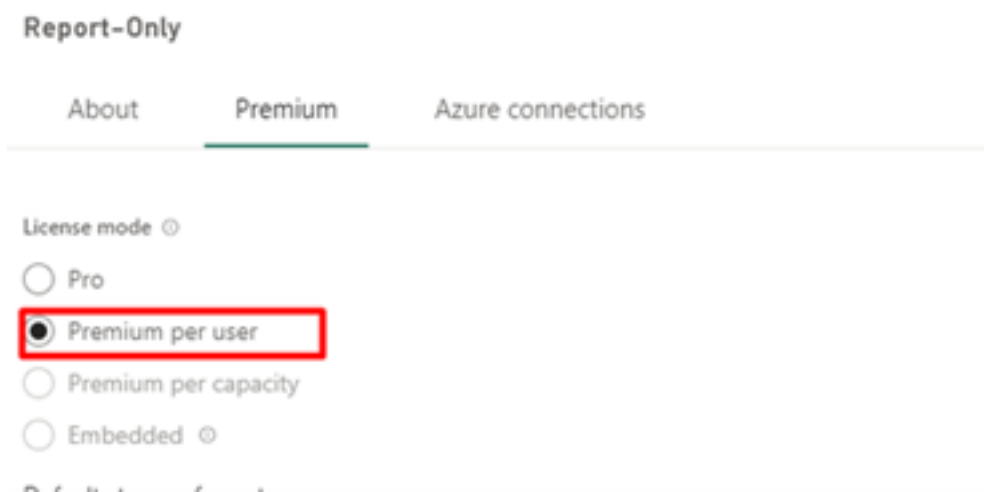 Report-Only
About Premium Azure connections
License mode
Pro
Premium per user
Premium per capacity
Embedded